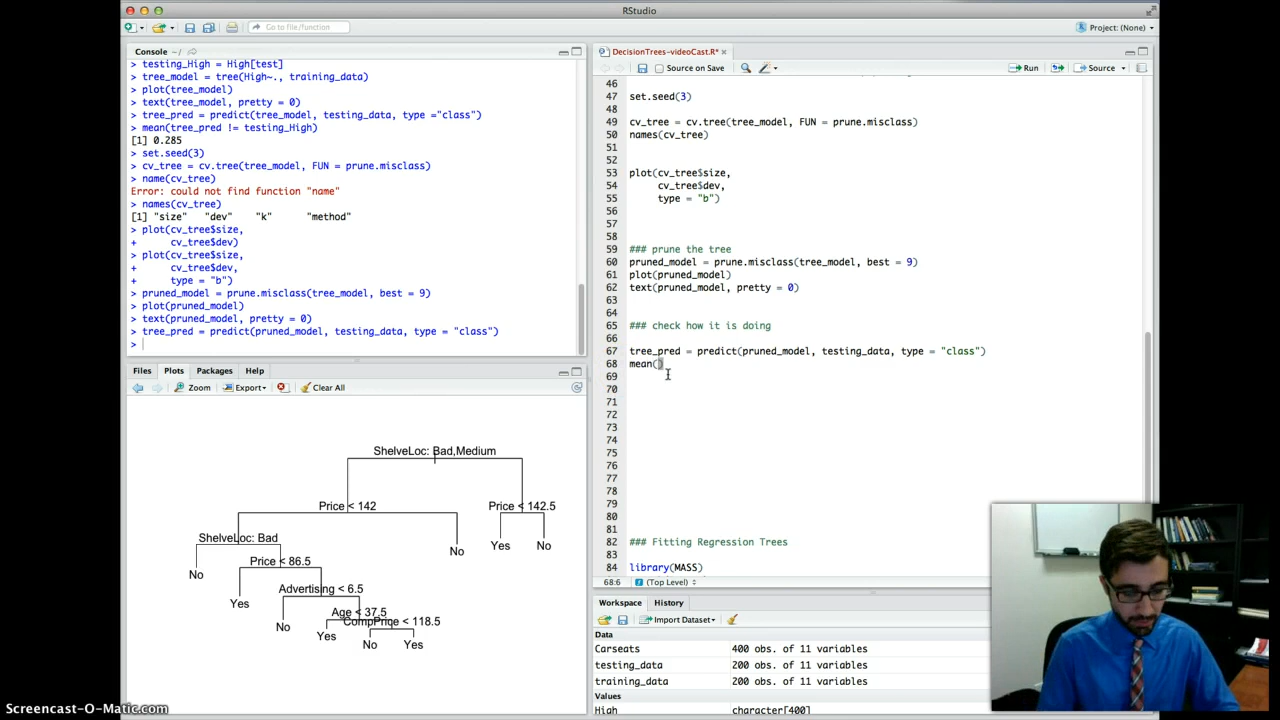 RStudio
Go to file/function
Project: (None)
Console ~/
> testing_High = High[test]
> tree_model = tree(High~., training_data)
> plot(tree_model)
> text(tree_model, pretty = 0)
> tree_pred = predict(tree_model, testing_data, type ="class")
> mean(tree_pred != testing_High)
[1] 0.285
> set.seed(3)
> cv_tree = cv.tree(tree_model, FUN = prune.misclass)
> name(cv_tree)
Error: could not find function "name"
> names(cv_tree)
[1] "size" "dev" "k" "method"
> plot(cv_tree$size,
+ cv_tree$dev)
> plot(cv_tree$size,
+ cv_tree$dev,
+ type = "b")
> pruned_model = prune.misclass(tree_model, best = 9)
> plot(pruned_model)
> text(pruned_model, pretty = 0)
> tree_pred = predict(pruned_model, testing_data, type = "class")
>
DecisionTrees-videoCast.R*
Source on Save
Run
Source
46
47 set.seed(3)
48
49 cv_tree = cv.tree(tree_model, FUN = prune.misclass)
50 names(cv_tree)
51
52
53 plot(cv_tree$size,
54 cv_tree$dev,
55 type = "b")
56
57
58
59 ### prune the tree
60 pruned_model = prune.misclass(tree_model, best = 9)
61 plot(pruned_model)
62 text(pruned_model, pretty = 0)
63
64
65 ### check how it is doing
66
67 tree_pred = predict(pruned_model, testing_data, type = "class")
68 mean()
69
70
71
72
73
74
75
76
77
78
79
80
81
82 ### Fitting Regression Trees
83
84 library(MASS)
68:6 (Top Level)
Files Plots Packages Help
Zoom Export Clear All
ShelveLoc: Bad,Medium
Price < 142
Price < 142.5
ShelveLoc: Bad
Yes
No
No
Price < 86.5
No
Advertising < 6.5
Yes
Age < 37.5
CompPrice < 118.5
No
Yes
No
Yes
Workspace History
Import Dataset
Data
Carseats 400 obs. of 11 variables
testing_data 200 obs. of 11 variables
training_data 200 obs. of 11 variables
Values
High character[400]
Screencast-O-Matic.com